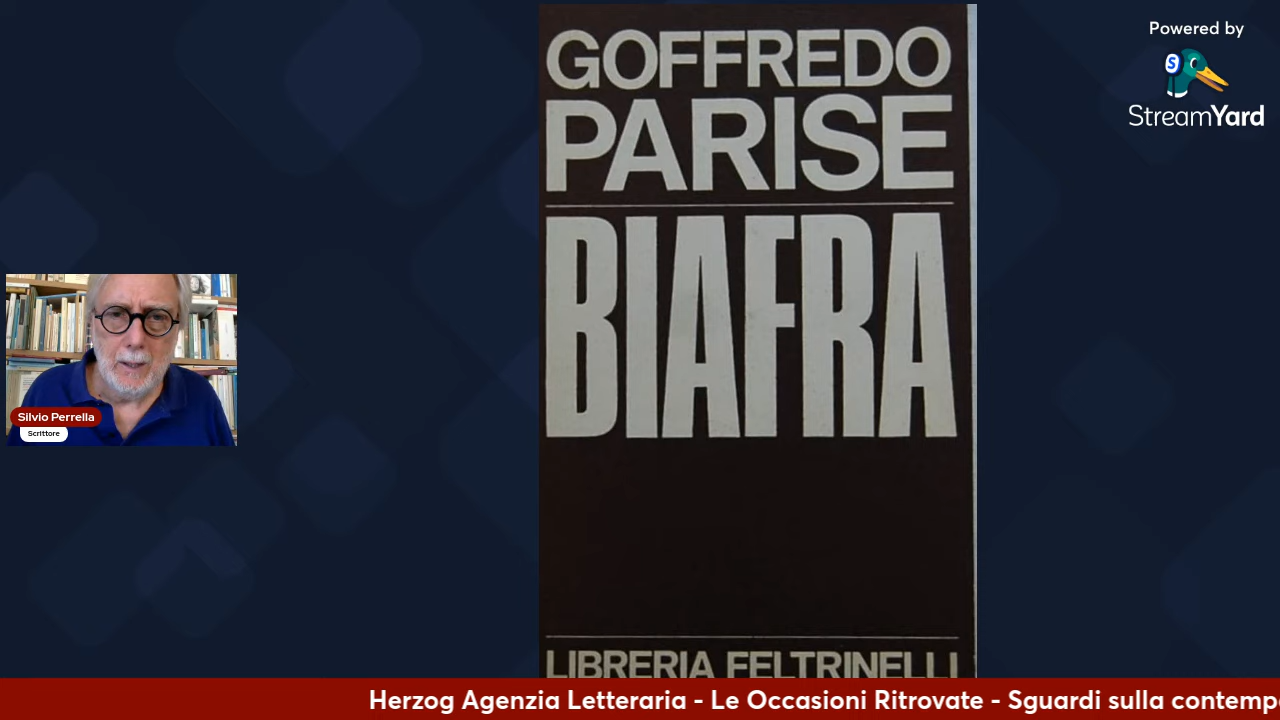 GOFFREDO
PARISE
BIAFRA
LIBRERIA FELTRINELLI
Powered by
S
StreamYard
Silvio Perrella
Scrittore
Herzog Agenzia Letteraria - Le Occasioni Ritrovate - Sguardi sulla contemp